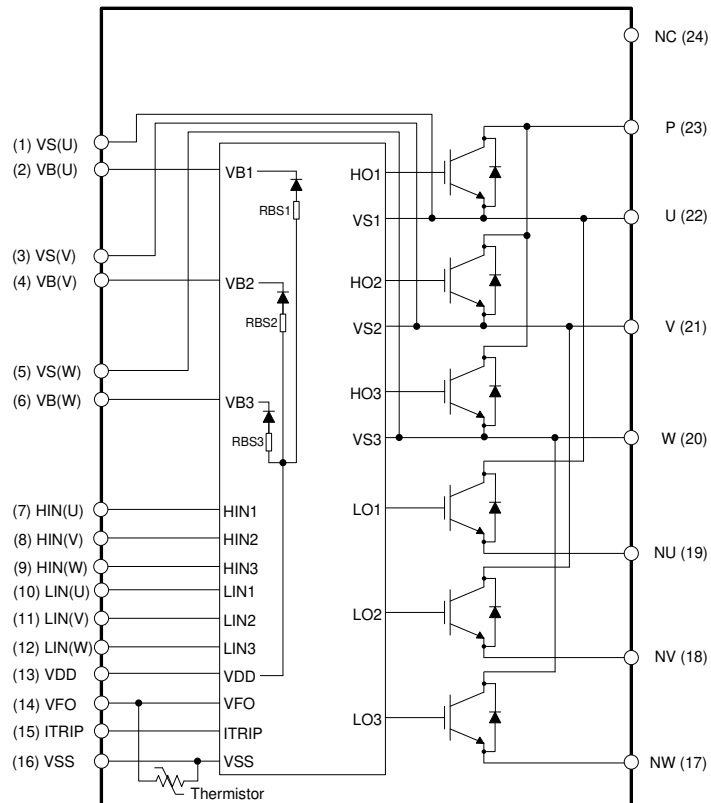 NC (24)
P (23)
(1) VS(U)
(2) VB(U)
VB1
HO1
RBS1
VS1
U (22)
(3) VS(V)
(4) VB(V)
VB2
HO2
RBS2
VS2
V (21)
(5) VS(W)
(6) VB(W)
VB3
HO3
RBS3
VS3
W (20)
(7) HIN(U)
HIN1
LO1
(8) HIN(V)
HIN2
(9) HIN(W)
HIN3
NU (19)
(10) LIN(U)
LIN1
(11) LIN(V)
LIN2
LO2
(12) LIN(W)
LIN3
NV (18)
(13) VDD
VDD
(14) VFO
VFO
LO3
(15) ITRIP
ITRIP
(16) VSS
VSS
NW (17)
Thermistor